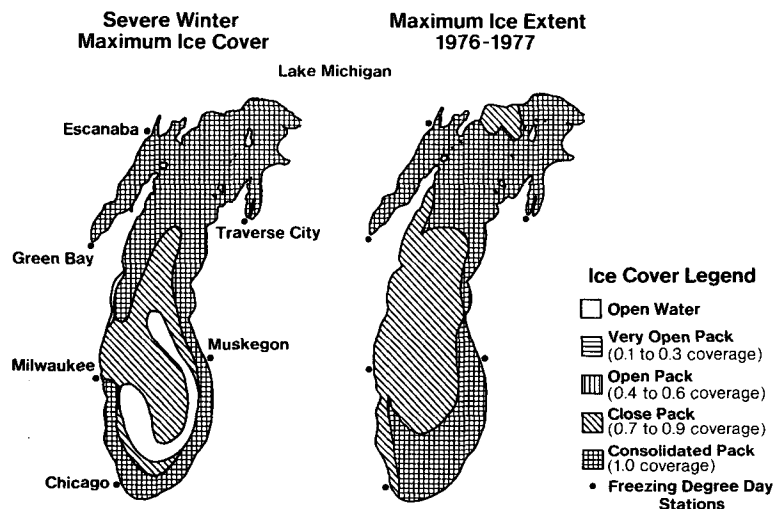 Severe Winter
Maximum Ice Cover
Maximum Ice Extent
1976-1977
Lake Michigan
Escanaba
Traverse City
Green Bay
Muskegon
Milwaukee
Chicago
Ice Cover Legend
Open Water
Very Open Pack
(0.1 to 0.3 coverage)
Open Pack
(0.4 to 0.6 coverage)
Close Pack
(0.7 to 0.9 coverage)
Consolidated Pack
(1.0 coverage)
Freezing Degree Day
Stations